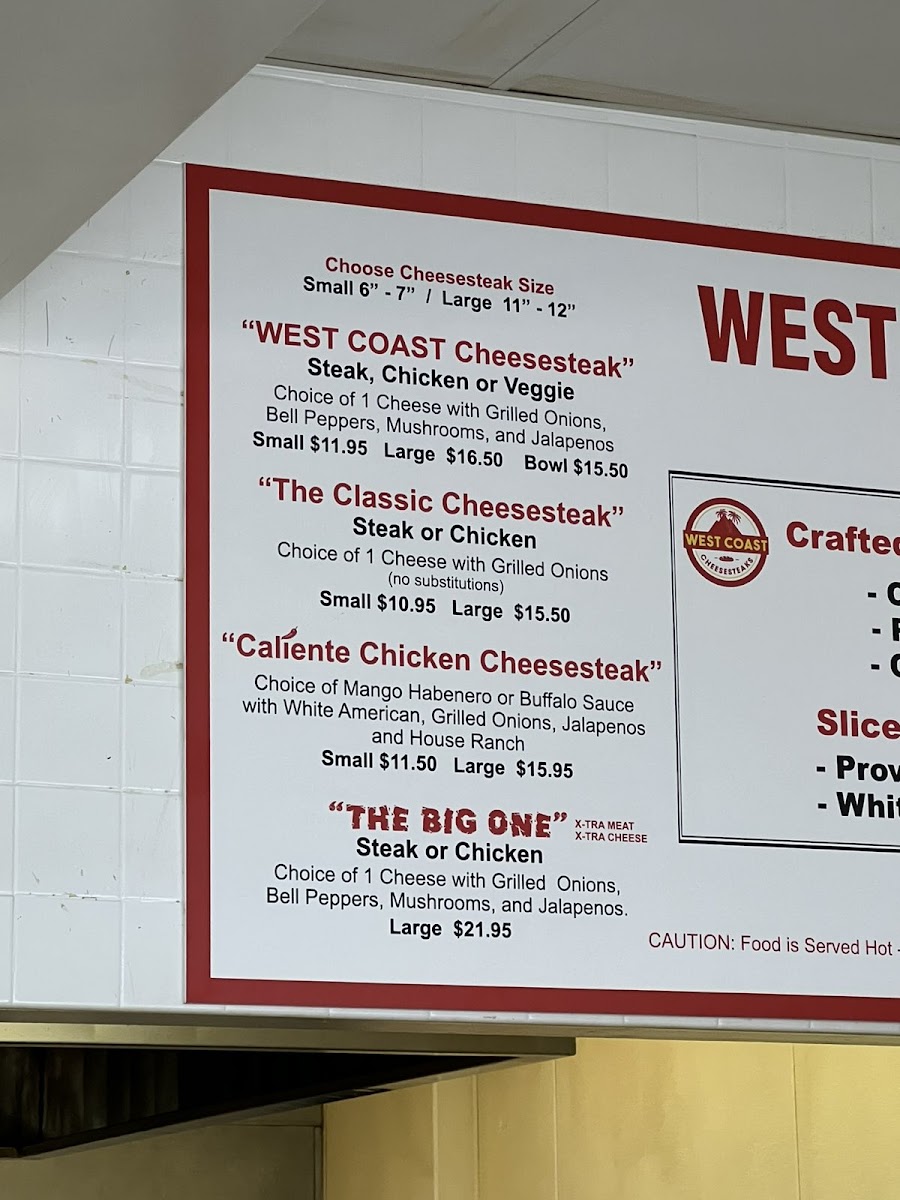 Choose Cheesesteak Size
Small 6” - 7” / Large 11” - 12”
“WEST COAST Cheesesteak”
Steak, Chicken or Veggie
Choice of 1 Cheese with Grilled Onions,
Bell Peppers, Mushrooms, and Jalapenos
Small $11.95 Large $16.50 Bowl $15.50
“The Classic Cheesesteak”
Steak or Chicken
Choice of 1 Cheese with Grilled Onions
(no substitutions)
Small $10.95 Large $15.50
“Caliente Chicken Cheesesteak”
Choice of Mango Habenero or Buffalo Sauce
with White American, Grilled Onions, Jalapenos
and House Ranch
Small $11.50 Large $15.95
“THE BIG ONE”
X-TRA MEAT
X-TRA CHEESE
Steak or Chicken
Choice of 1 Cheese with Grilled Onions,
Bell Peppers, Mushrooms, and Jalapenos.
Large $21.95
WEST
WEST COAST
CHEESESTEAKS
Crafted
- C
- F
- C
Slice
- Prov
- Whit
CAUTION: Food is Served Hot -